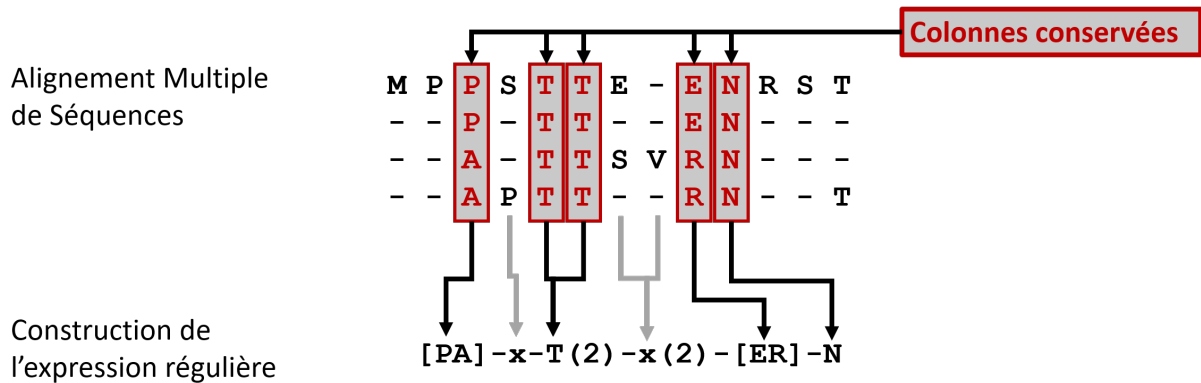 Colonnes conservées
Alignement Multiple
de Séquences
M P P S T T E - E N R S T
- - P - T T - - E N - - -
- - A - T T S V R N - - -
- - A P T T - - R N - - T
Construction de
l'expression régulière
[PA]-x-T(2)-x(2)-[ER]-N